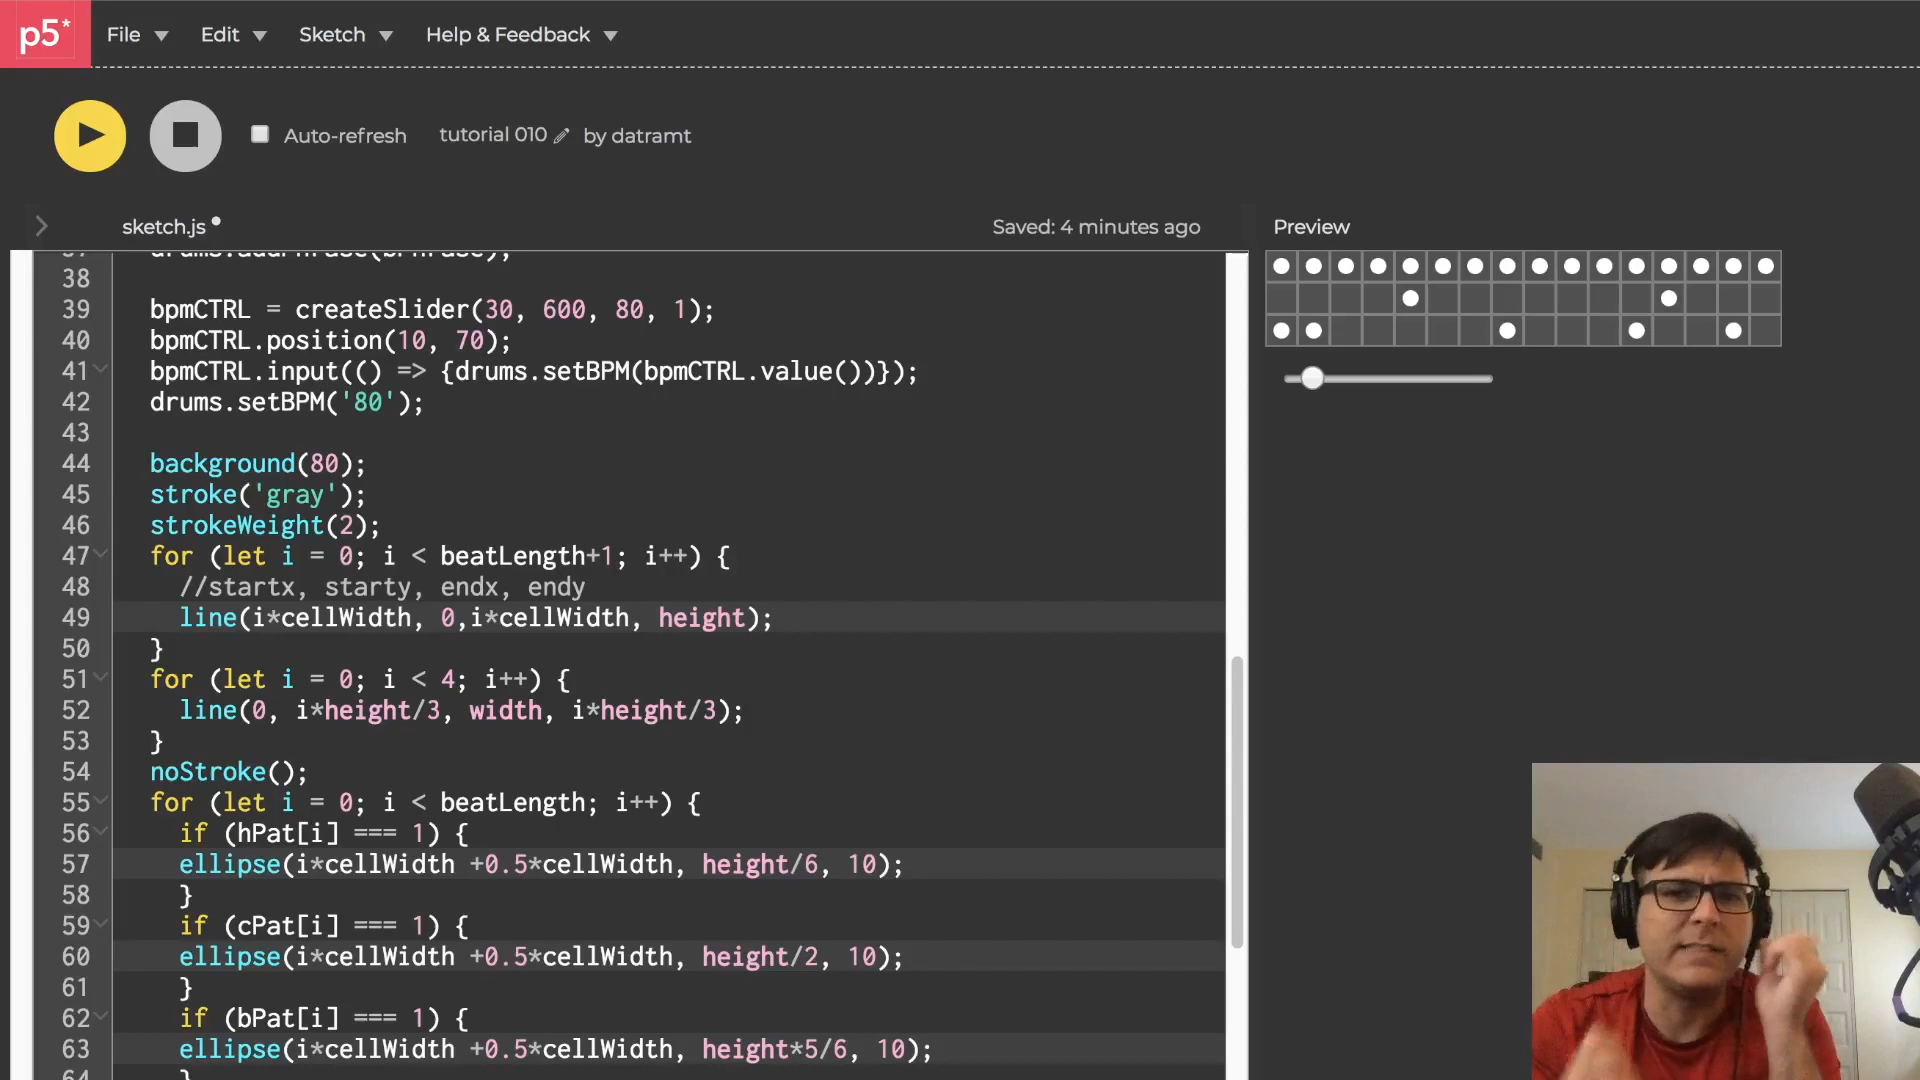 p5* File Edit Sketch Help & Feedback
Auto-refresh tutorial 010 by datramt
sketch.js Saved: 4 minutes ago Preview
38
39 bpmCTRL = createSlider(30, 600, 80, 1);
40 bpmCTRL.position(10, 70);
41 bpmCTRL.input(() => {drums.setBPM(bpmCTRL.value())});
42 drums.setBPM('80');
43
44 background(80);
45 stroke('gray');
46 strokeWeight(2);
47 for (let i = 0; i < beatLength+1; i++) {
48 //startx, starty, endx, endy
49 line(i*cellWidth, 0,i*cellWidth, height);
50 }
51 for (let i = 0; i < 4; i++) {
52 line(0, i*height/3, width, i*height/3);
53 }
54 noStroke();
55 for (let i = 0; i < beatLength; i++) {
56 if (hPat[i] === 1) {
57 ellipse(i*cellWidth +0.5*cellWidth, height/6, 10);
58 }
59 if (cPat[i] === 1) {
60 ellipse(i*cellWidth +0.5*cellWidth, height/2, 10);
61 }
62 if (bPat[i] === 1) {
63 ellipse(i*cellWidth +0.5*cellWidth, height*5/6, 10);